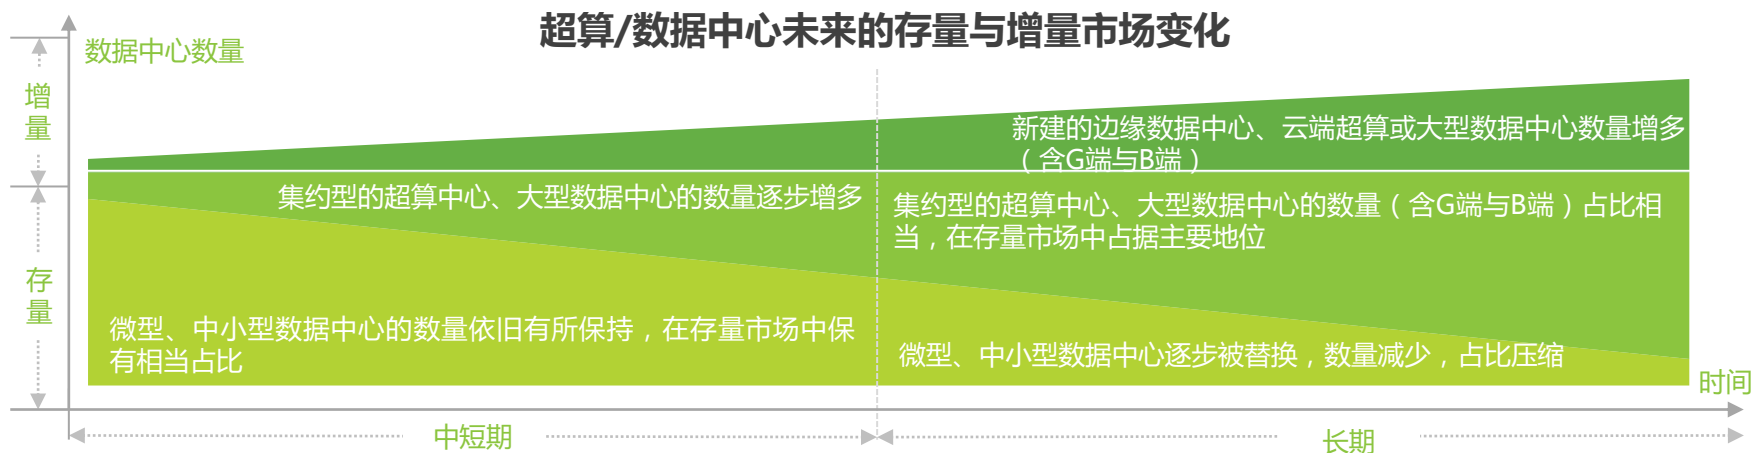 超算/数据中心未来的存量与增量市场变化
数据中心数量
增
量
新建的边缘数据中心、云端超算或大型数据中心数量增多
（含G端与B端）
集约型的超算中心、大型数据中心的数量逐步增多
集约型的超算中心、大型数据中心的数量（含G端与B端）占比相
当，在存量市场中占据主要地位
存
量
微型、中小型数据中心的数量依旧有所保持，在存量市场中保
有相当占比
微型、中小型数据中心逐步被替换，数量减少，占比压缩
时间
中短期
长期